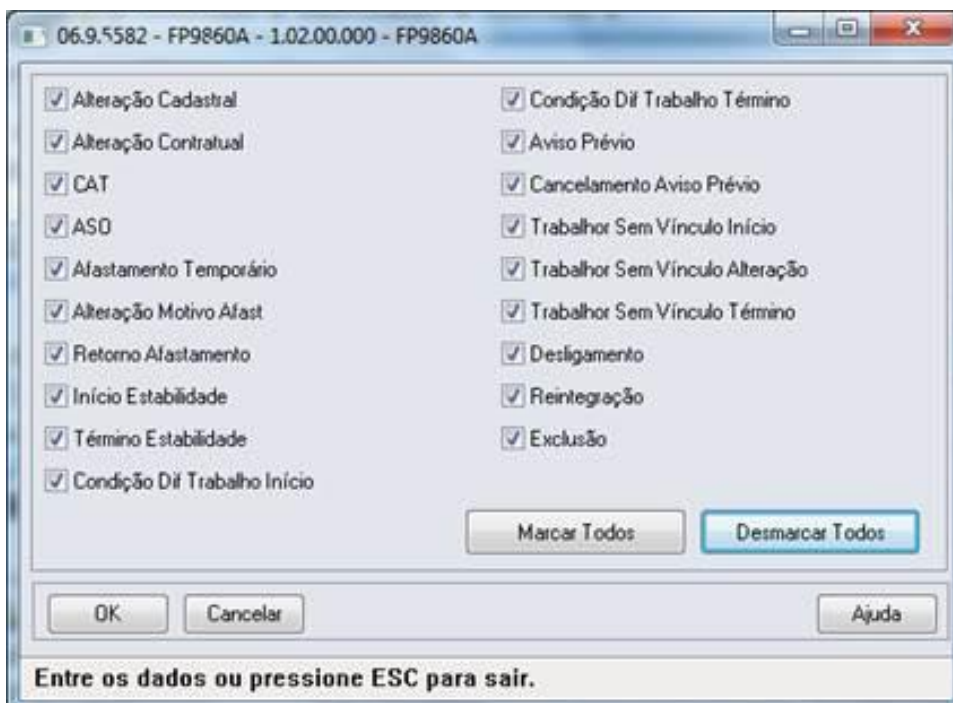 06.9.5582 - FP9860A - 1.02.00.000 - FP9860A
Alteração Cadastral
Alteração Contratual
CAT
ASO
Afastamento Temporário
Alteração Motivo Afast
Retorno Afastamento
Início Estabilidade
Término Estabilidade
Condição Dif Trabalho Início
Condição Dif Trabalho Término
Aviso Prévio
Cancelamento Aviso Prévio
Trabalhor Sem Vínculo Início
Trabalhor Sem Vínculo Alteração
Trabalhor Sem Vínculo Término
Desligamento
Reintegração
Exclusão
Marcar Todos
Desmarcar Todos
OK
Cancelar
Ajuda
Entre os dados ou pressione ESC para sair.